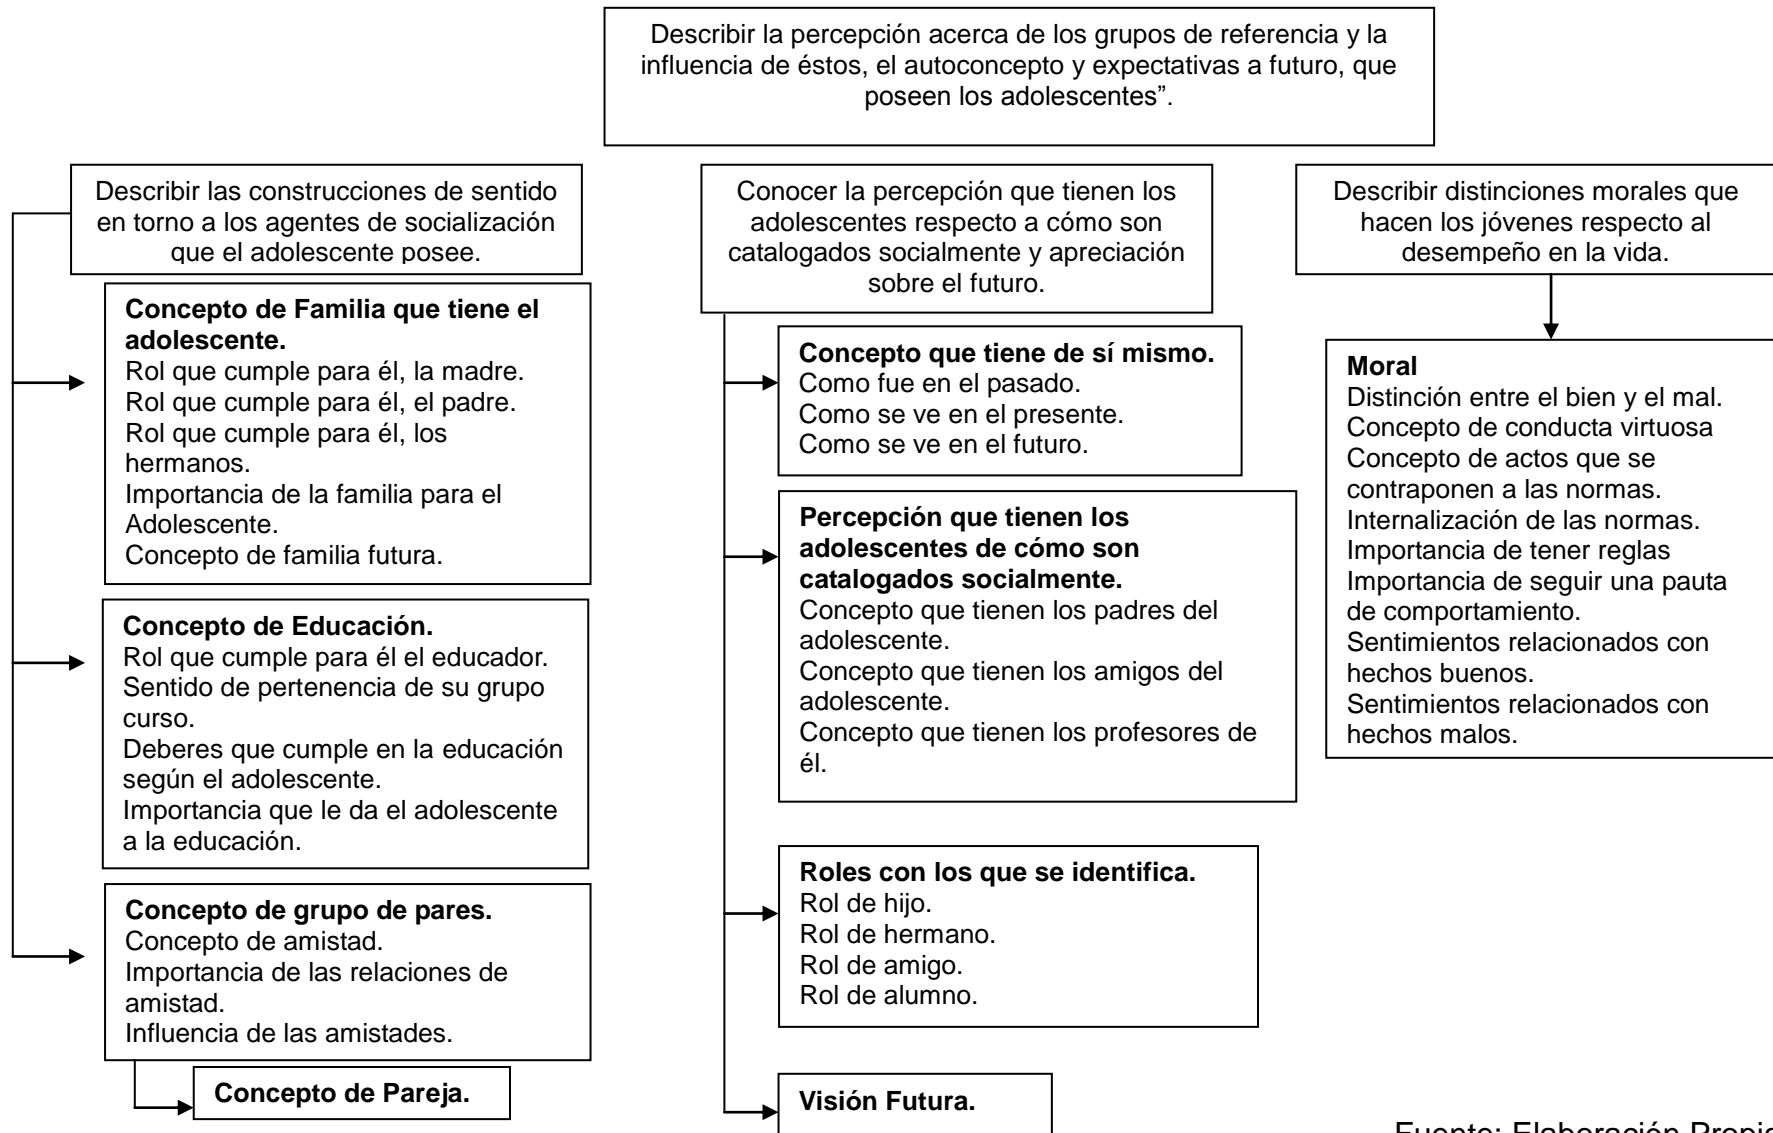 Describir la percepción acerca de los grupos de referencia y la
influencia de éstos, el autoconcepto y expectativas a futuro, que
poseen los adolescentes”.
Describir las construcciones de sentido
en torno a los agentes de socialización
que el adolescente posee.
Concepto de Familia que tiene el
adolescente.
Rol que cumple para él, la madre.
Rol que cumple para él, el padre.
Rol que cumple para él, los
hermanos.
Importancia de la familia para el
Adolescente.
Concepto de familia futura.
Concepto de Educación.
Rol que cumple para él el educador.
Sentido de pertenencia de su grupo
curso.
Deberes que cumple en la educación
según el adolescente.
Importancia que le da el adolescente
a la educación.
Concepto de grupo de pares.
Concepto de amistad.
Importancia de las relaciones de
amistad.
Influencia de las amistades.
Concepto de Pareja.
Conocer la percepción que tienen los
adolescentes respecto a cómo son
catalogados socialmente y apreciación
sobre el futuro.
Concepto que tiene de sí mismo.
Como fue en el pasado.
Como se ve en el presente.
Como se ve en el futuro.
Percepción que tienen los
adolescentes de cómo son
catalogados socialmente.
Concepto que tienen los padres del
adolescente.
Concepto que tienen los amigos del
adolescente.
Concepto que tienen los profesores de
él.
Roles con los que se identifica.
Rol de hijo.
Rol de hermano.
Rol de amigo.
Rol de alumno.
Visión Futura.
Describir distinciones morales que
hacen los jóvenes respecto al
desempeño en la vida.
Moral
Distinción entre el bien y el mal.
Concepto de conducta virtuosa
Concepto de actos que se
contraponen a las normas.
Internalización de las normas.
Importancia de tener reglas
Importancia de seguir una pauta
de comportamiento.
Sentimientos relacionados con
hechos buenos.
Sentimientos relacionados con
hechos malos.
Fuente: Elaboración Propia